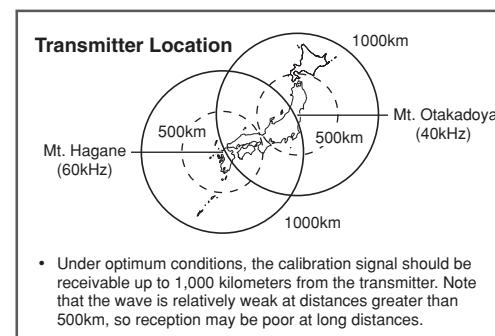 Transmitter Location
1000km
500km
Mt. Otakadoya
(40kHz)
500km
Mt. Hagane
(60kHz)
1000km
• Under optimum conditions, the calibration signal should be
receivable up to 1,000 kilometers from the transmitter. Note
that the wave is relatively weak at distances greater than
500km, so reception may be poor at long distances.